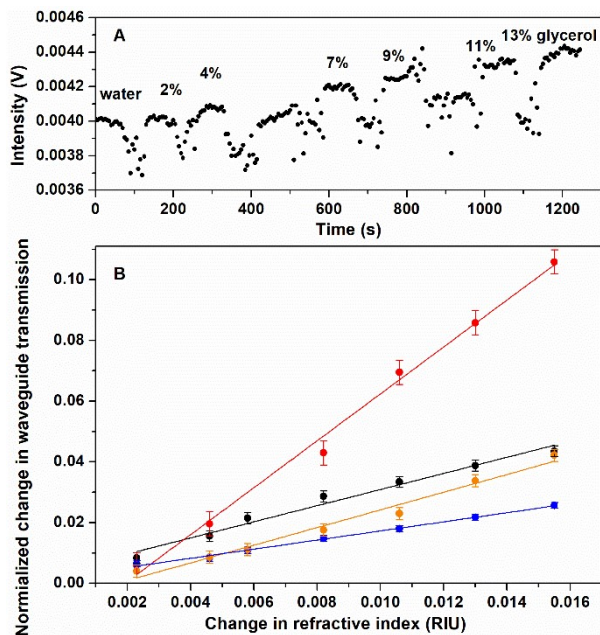 A
0.0044
0.0042
0.0040
0.0038
0.0036
Intensity (V)
water
2%
4%
7%
9%
11%
13% glycerol
0 200 400 600 800 1000 1200
Time (s)
B
0.10
0.08
0.06
0.04
0.02
0.00
Normialized change in waveguide transmission
0.002 0.004 0.006 0.008 0.010 0.012 0.014 0.016
Change in refractive index (RIU)